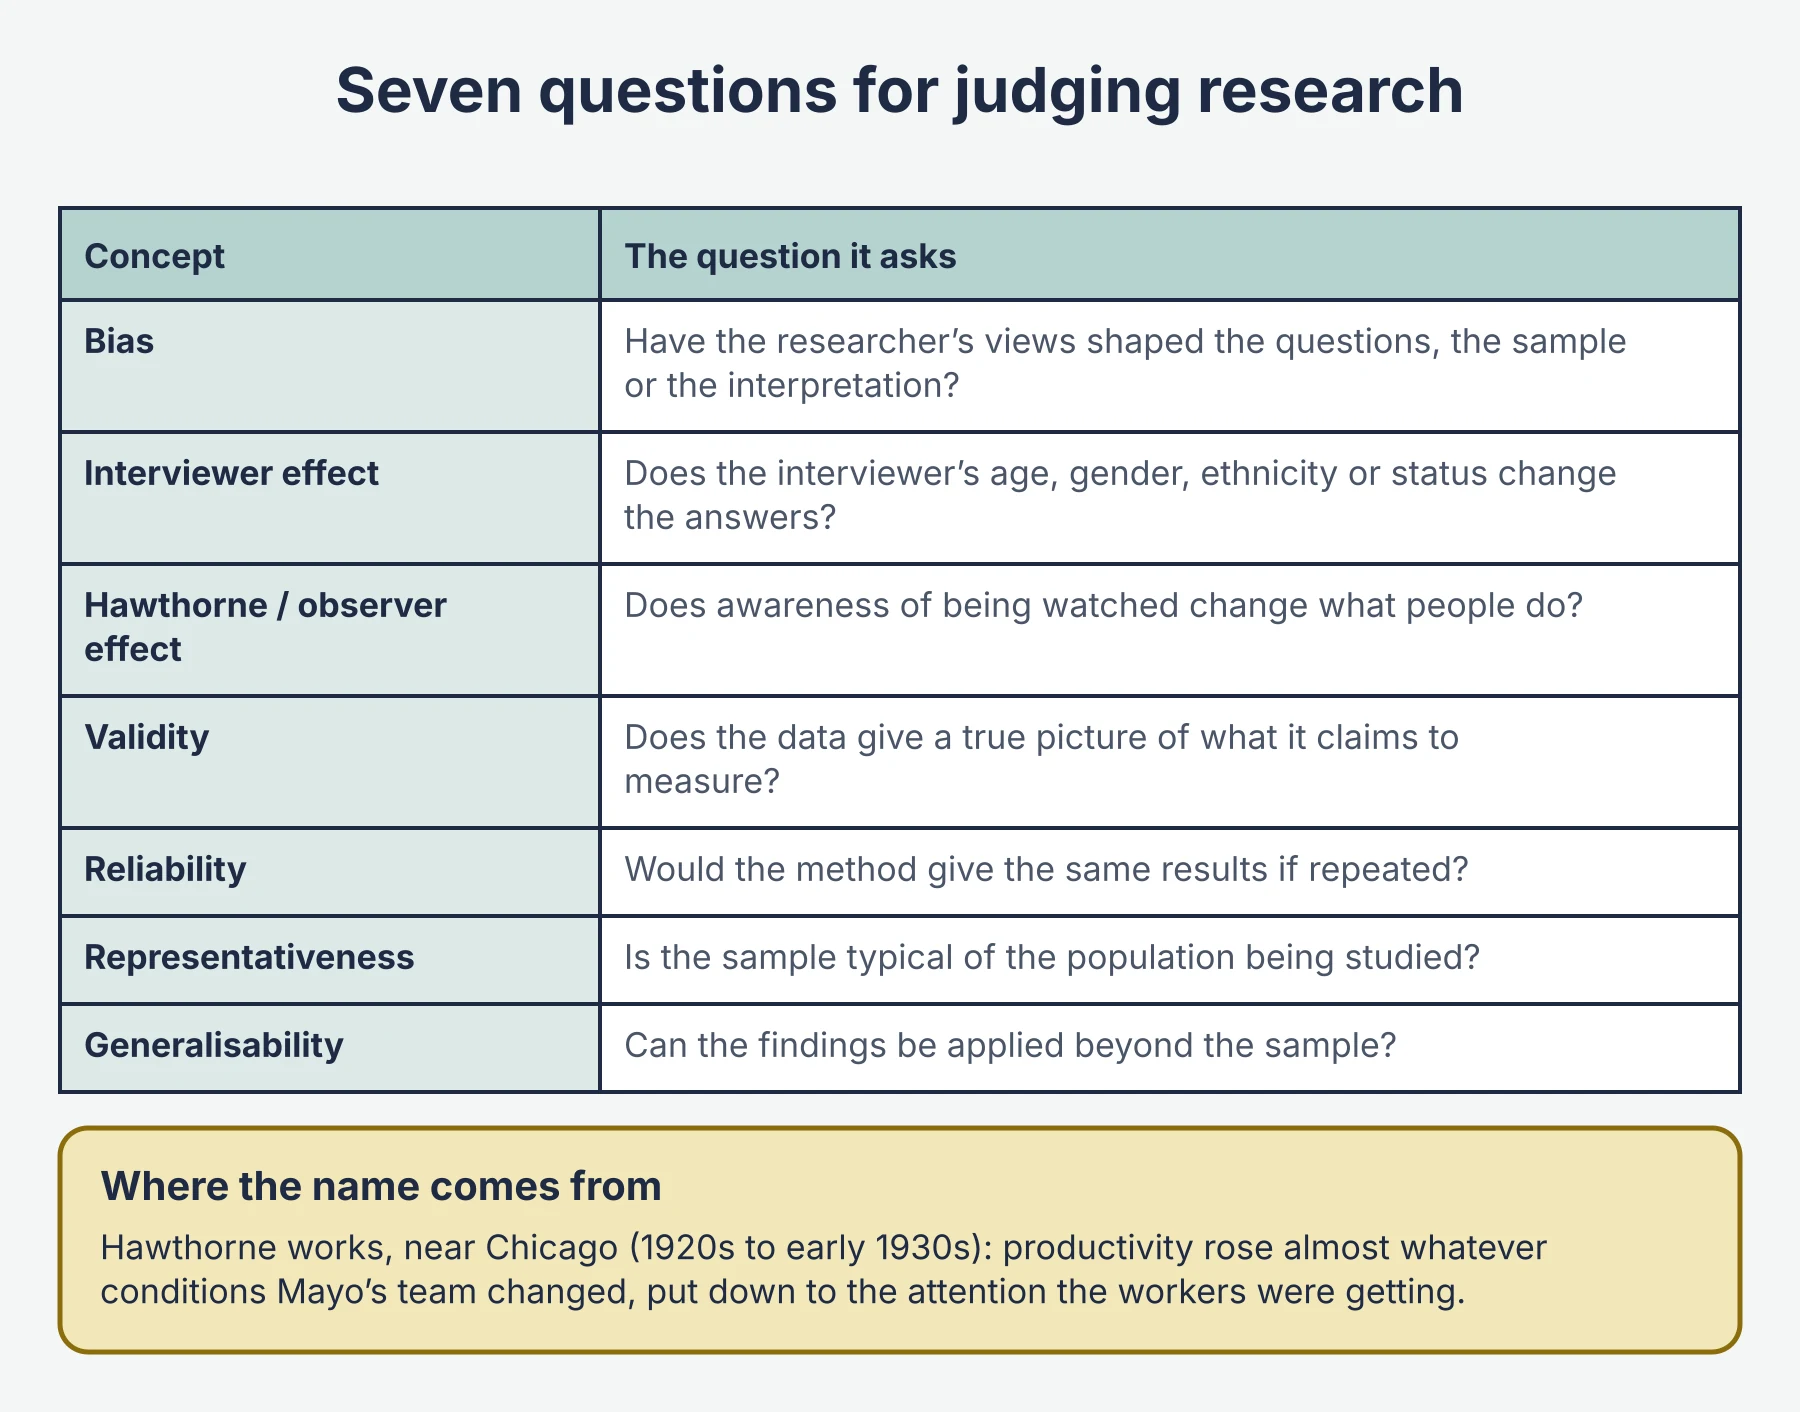 Seven questions for judging research
Concept
The question it asks
Bias
Have the researcher’s views shaped the questions, the sample
or the interpretation?
Interviewer effect
Does the interviewer’s age, gender, ethnicity or status change
the answers?
Hawthorne / observer
effect
Does awareness of being watched change what people do?
Validity
Does the data give a true picture of what it claims to
measure?
Reliability
Would the method give the same results if repeated?
Representativeness
Is the sample typical of the population being studied?
Generalisability
Can the findings be applied beyond the sample?
Where the name comes from
Hawthorne works, near Chicago (1920s to early 1930s): productivity rose almost whatever
conditions Mayo’s team changed, put down to the attention the workers were getting.